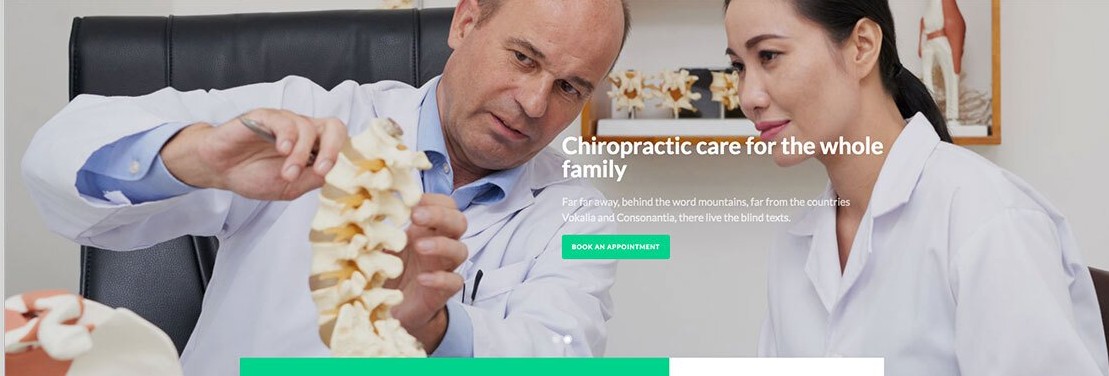 Chiropractic care for the whole
family
Far far away, behind the word mountains, far from the countries
Vokalia and Consonantia, there live the blind texts.
BOOK AN APPOINTMENT